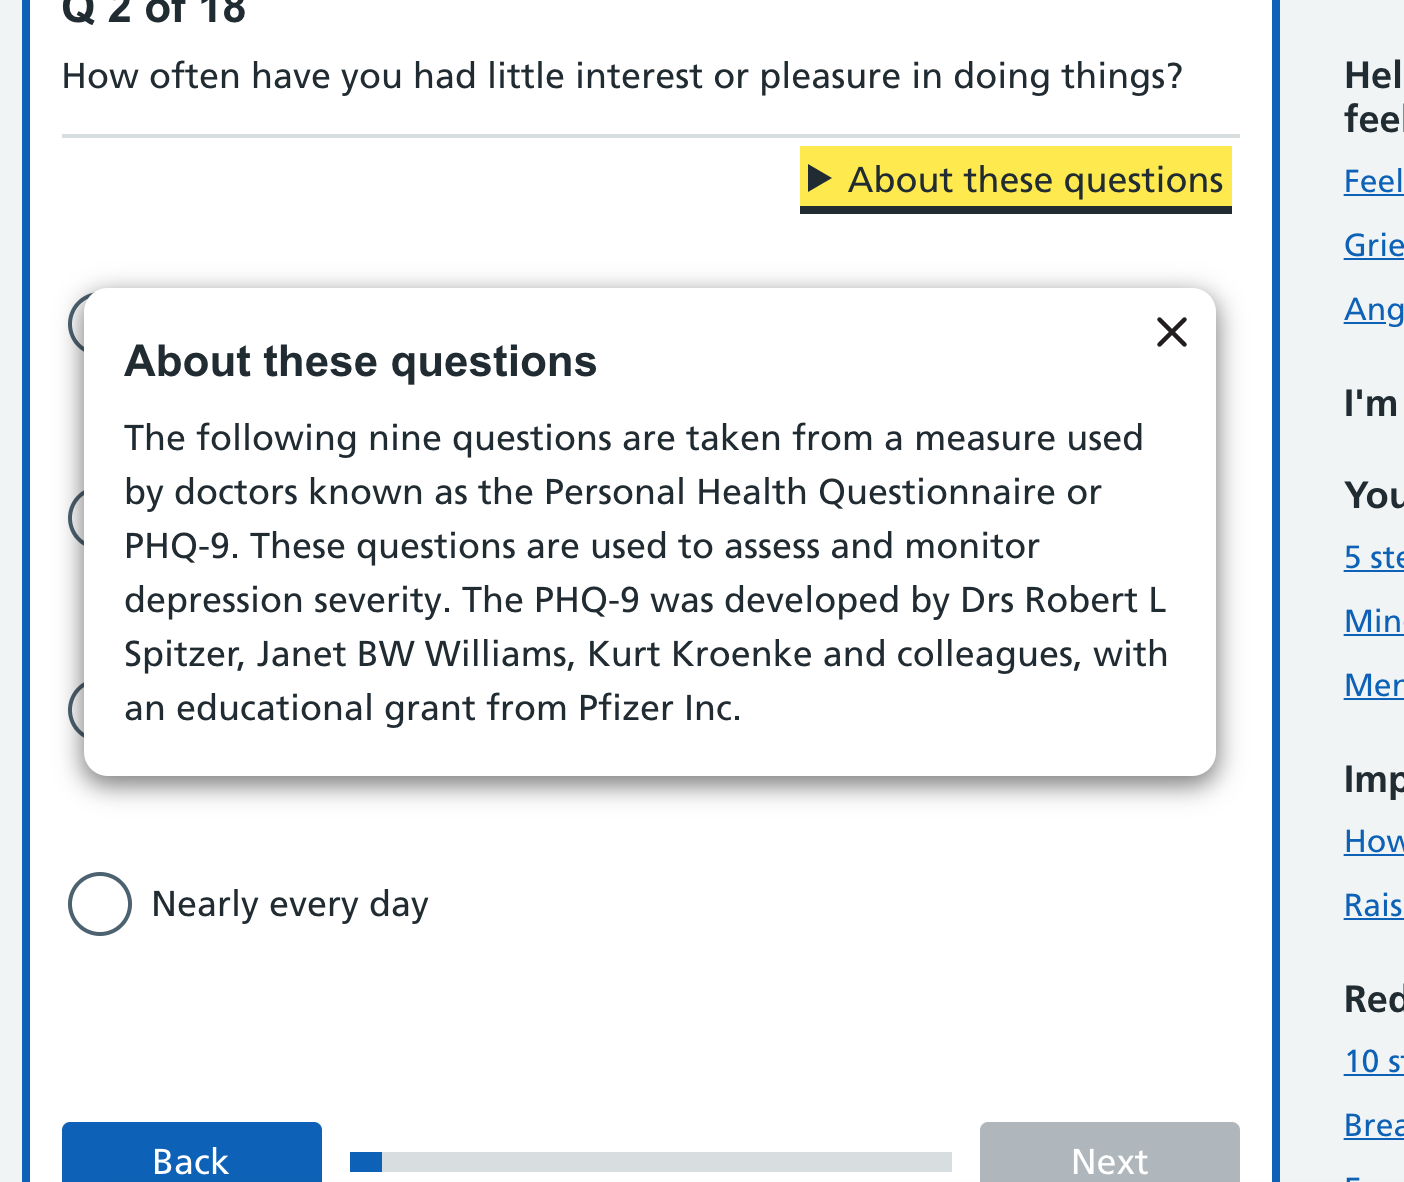 Q 2 of 18
How often have you had little interest or pleasure in doing things?
About these questions
About these questions
The following nine questions are taken from a measure used
by doctors known as the Personal Health Questionnaire or
PHQ-9. These questions are used to assess and monitor
depression severity. The PHQ-9 was developed by Drs Robert L
Spitzer, Janet BW Williams, Kurt Kroenke and colleagues, with
an educational grant from Pfizer Inc.
Nearly every day
Back
Next
I'm
10